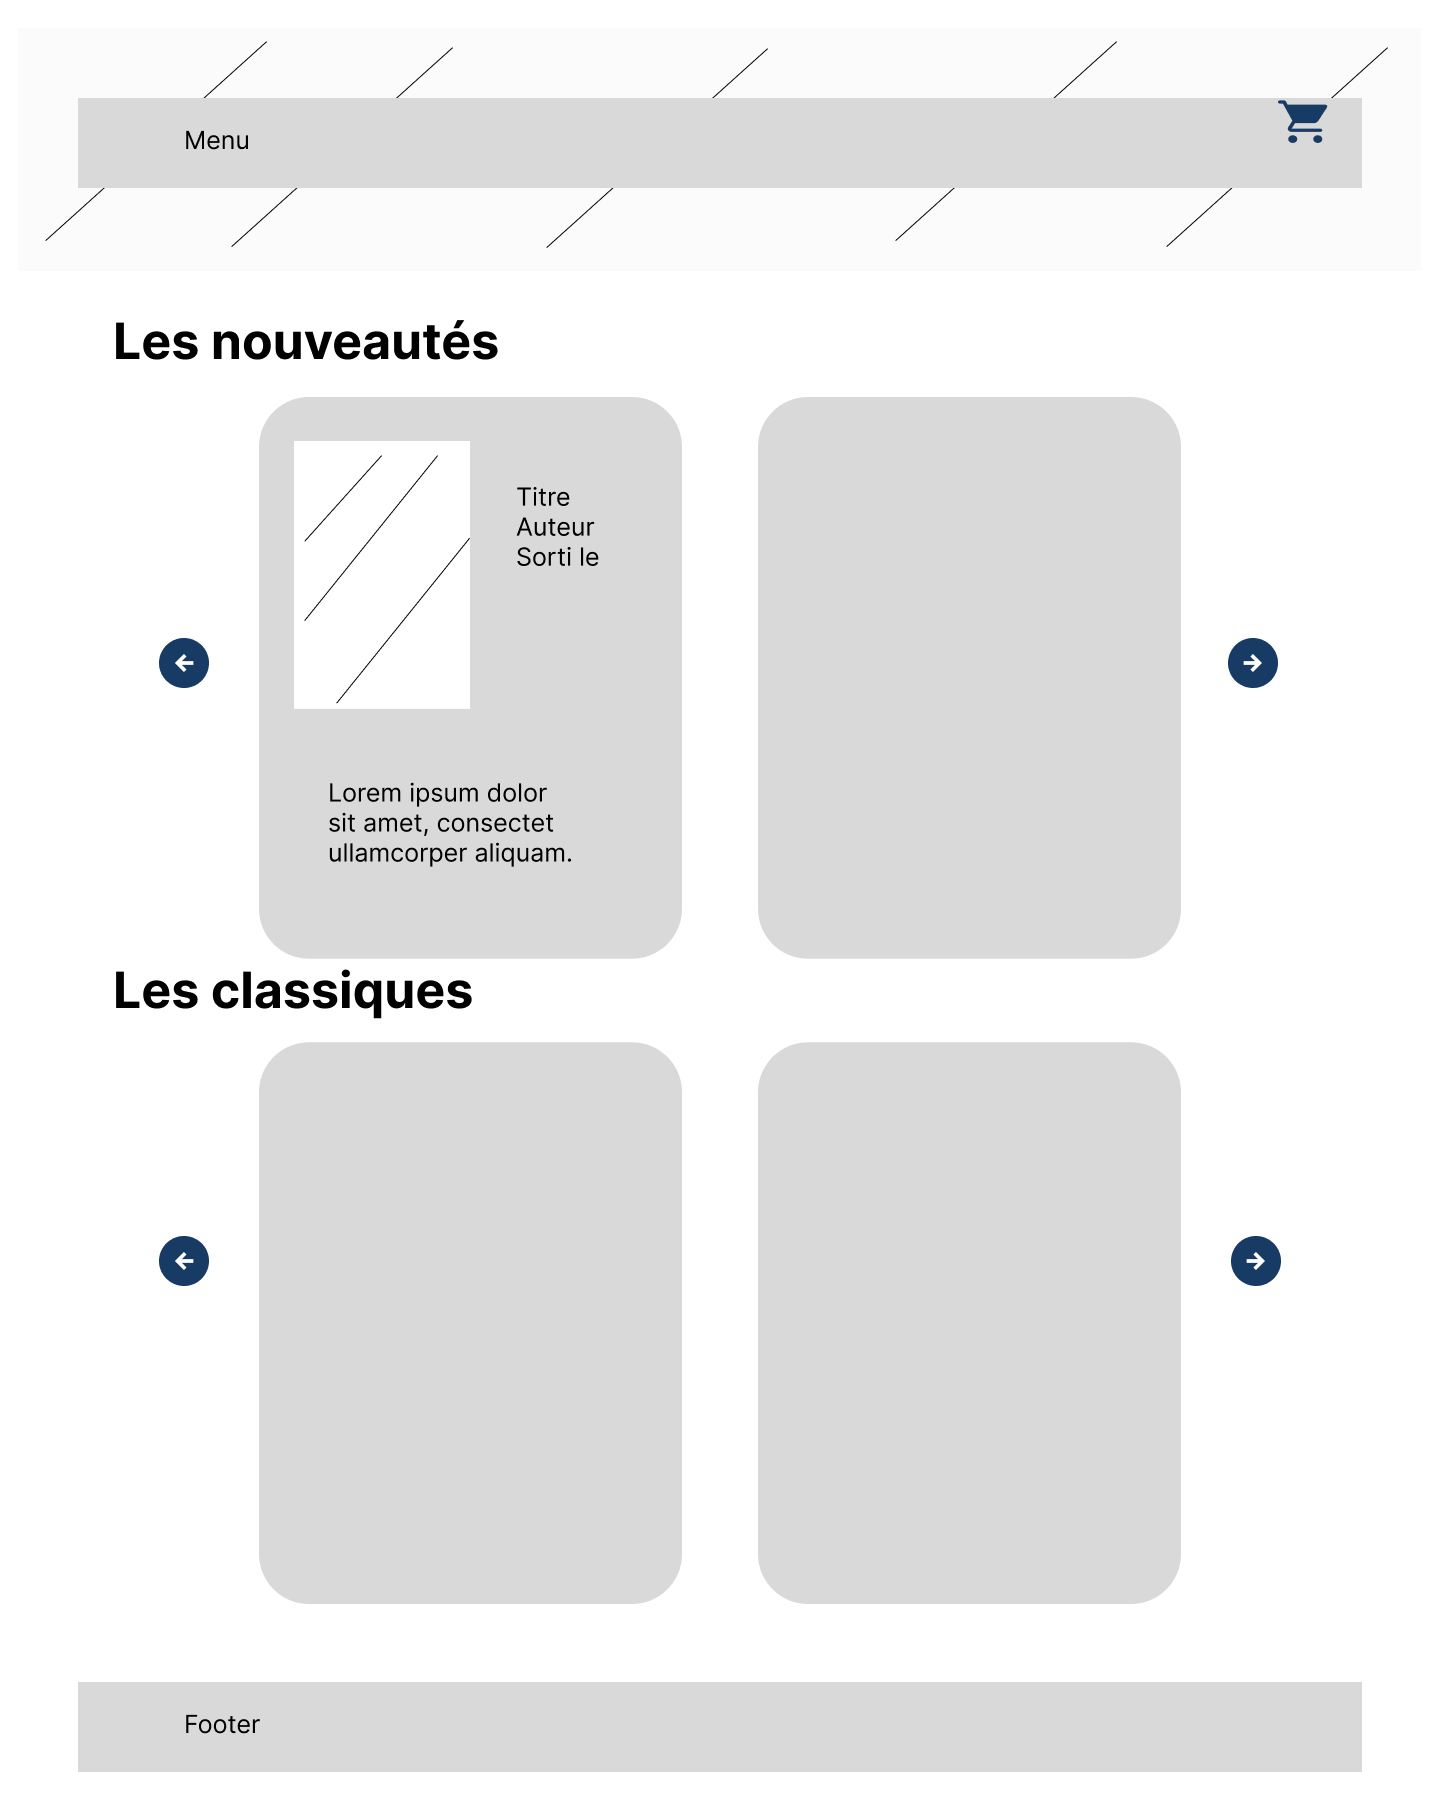 Menu
Les nouveautés
Titre
Auteur
Sorti le
Lorem ipsum dolor
sit amet, consectet
ullamcorper aliquam.
Les classiques
Footer